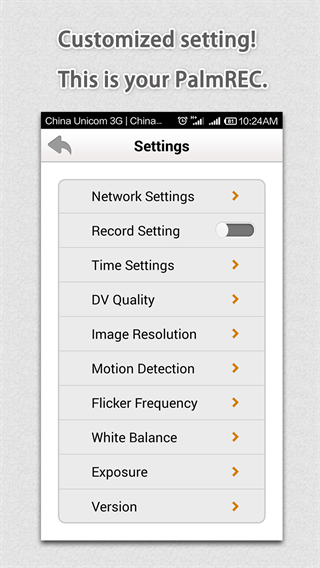 Customized setting!
This is your PalmREC.
China Unicom 3G | China... 81 10:24AM
Settings
Network Settings
Record Setting
Time Settings
DV Quality
Image Resolution
Motion Detection
Flicker Frequency
White Balance
Exposure
Version